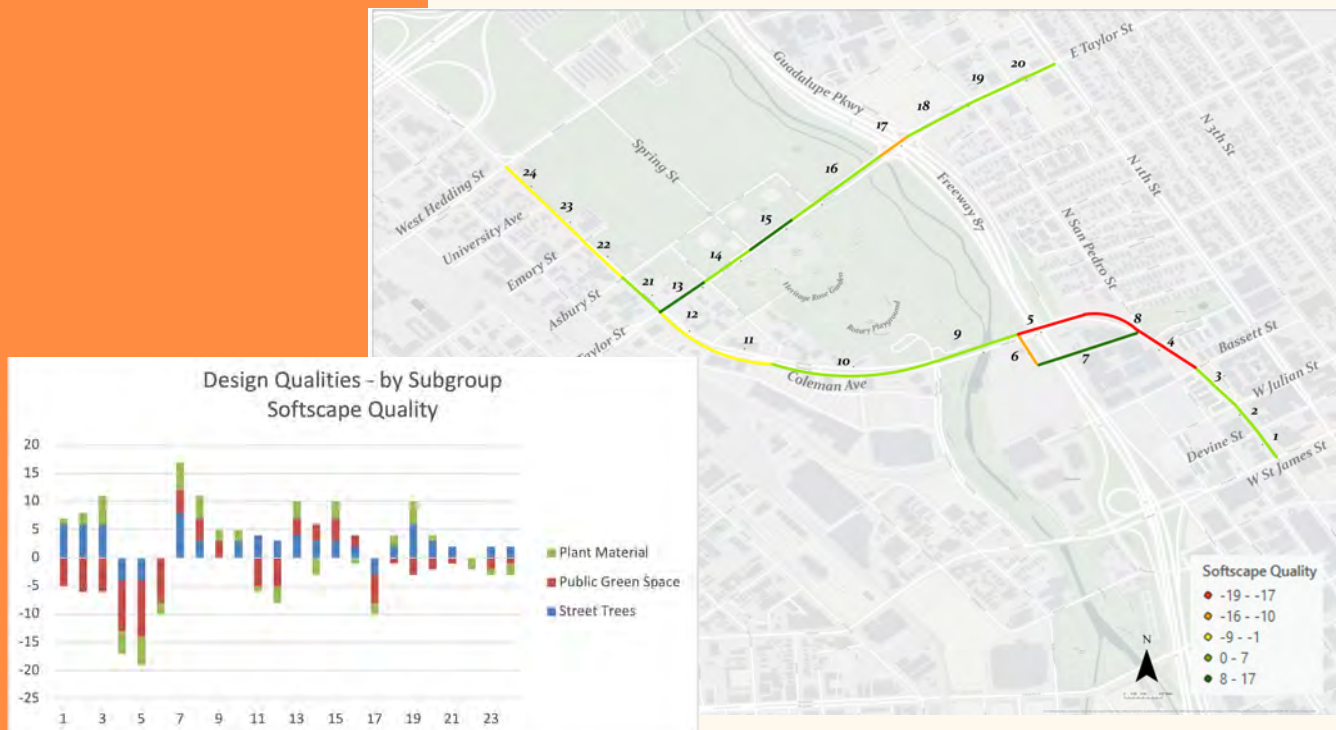 E Taylor St
20
19
Guadalupe Pkwy
18
17
N 3th St
Spring St
16
N 1th St
24
West Hedding St
Freeway 87
23
15
University Ave
N San Pedro St
22
14
Emory St
21
13
Heritage Rose Garden
Asbury St
12
Rotary Playground
5
8
Taylor St
11
9
4
Bassett St
10
6
7
Coleman Ave
3
W Julian St
2
Devine St
1
W St James St
Design Qualities - by Subgroup
Softscape Quality
20
15
10
5
0
-5
-10
-15
-20
-25
1 3 5 7 9 11 13 15 17 19 21 23
Plant Material
Public Green Space
Street Trees
Softscape Quality
-19 - -17
-16 - -10
-9 - -1
0 - 7
8 - 17
N